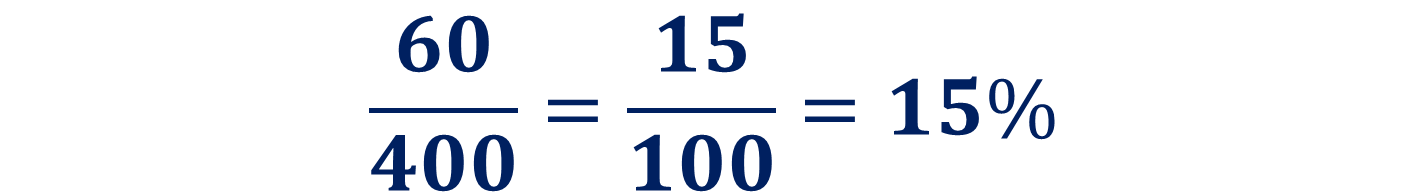 60/400 = 15/100 = 15%